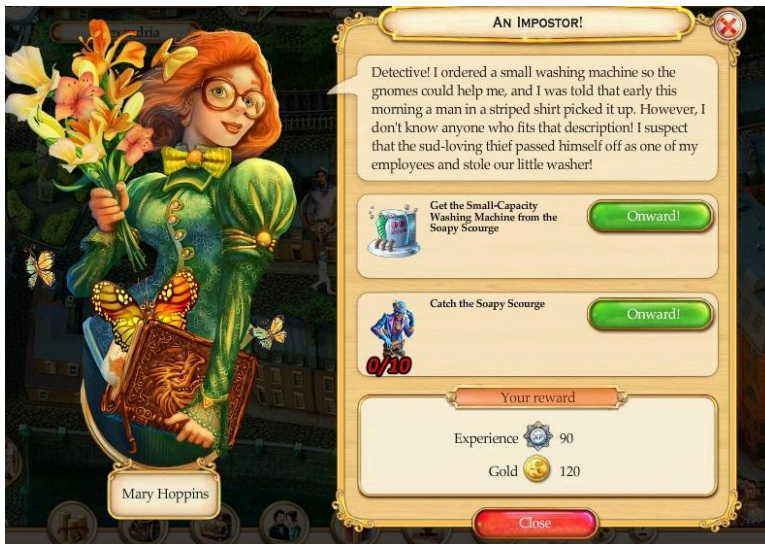 exandria
AN IMPOSTOR!
Detective! I ordered a small washing machine so the
gnomes could help me, and I was told that early this
morning a man in a striped shirt picked it up. However, I
don't know anyone who fits that description! I suspect
that the sud-loving thief passed himself off as one of my
employees and stole our little washer!
Get the Small-Capacity
Washing Machine from the
Soapy Scourge
Onward!
Catch the Soapy Scourge
Onward!
0/10
Your reward
Experience XP 90
Gold 120
Mary Hoppins
Close